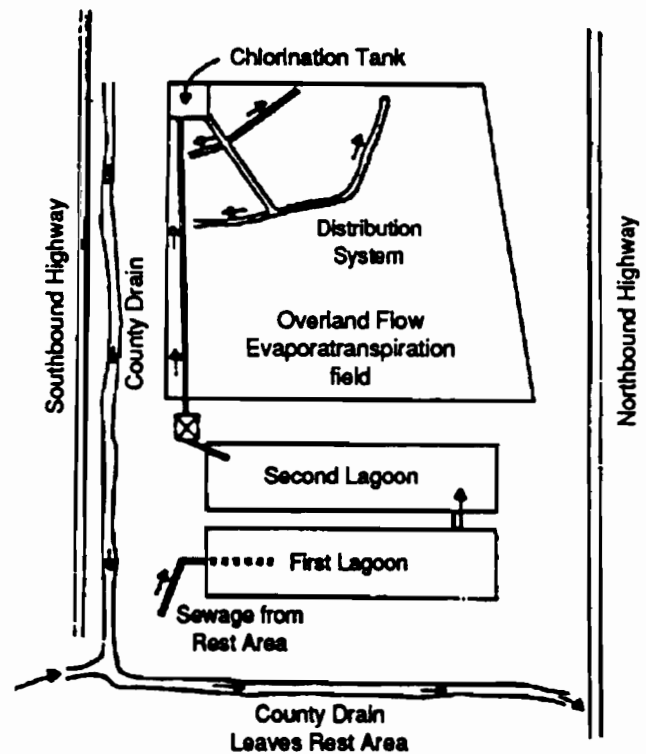 Chlorination Tank
Southbound Highway
County Drain
Distribution
System
Northbound Highway
Overland Flow
Evaporatranspiration
field
Second Lagoon
First Lagoon
Sewage from
Rest Area
County Drain
Leaves Rest Area